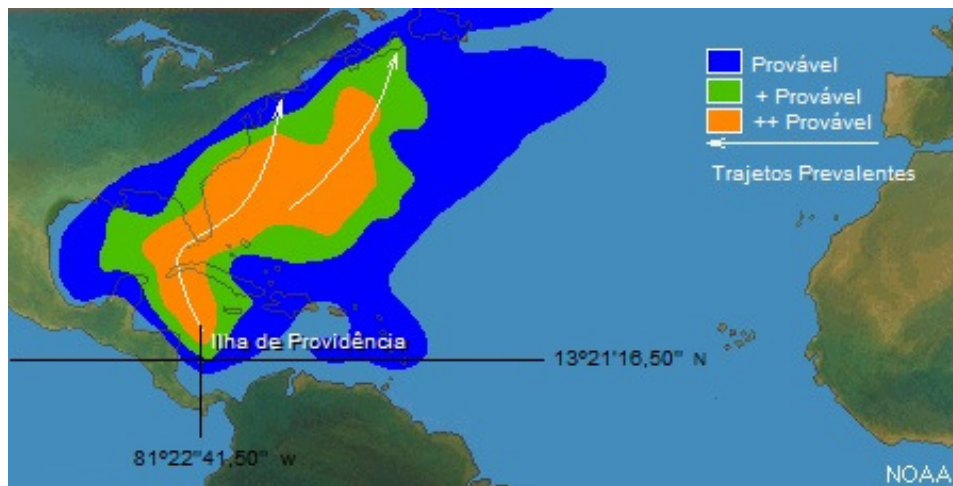 Provável
+ Provável
++ Provável
Trajetos Prevalentes
Ilha de Providência
13º21'16,50" N
81º22"41,50" W
NOAA